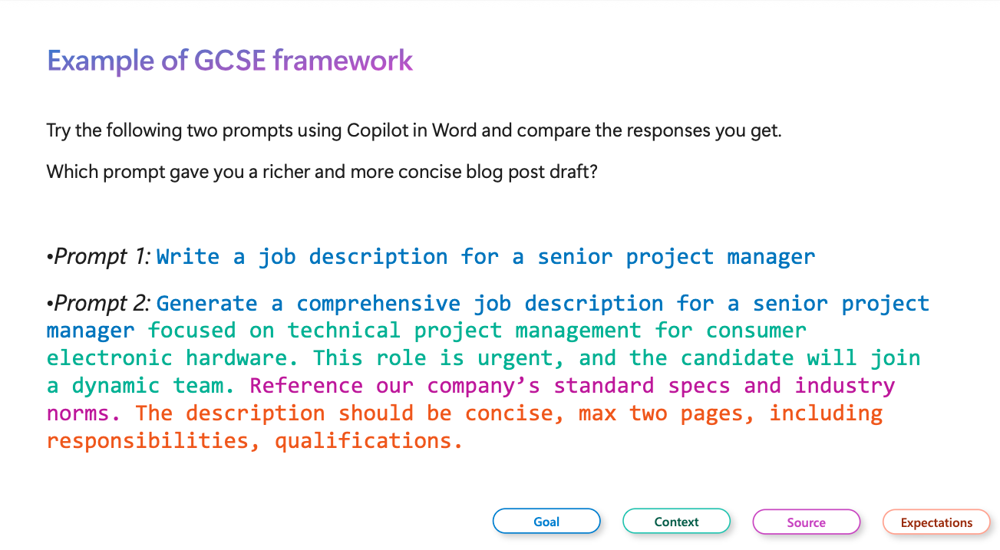 Example of GCSE framework
Try the following two prompts using Copilot in Word and compare the responses you get.
Which prompt gave you a richer and more concise blog post draft?
•Prompt 1: Write a job description for a senior project manager
•Prompt 2: Generate a comprehensive job description for a senior project
manager focused on technical project management for consumer
electronic hardware. This role is urgent, and the candidate will join
a dynamic team. Reference our company’s standard specs and industry
norms. The description should be concise, max two pages, including
responsibilities, qualifications.
Goal
Context
Source
Expectations